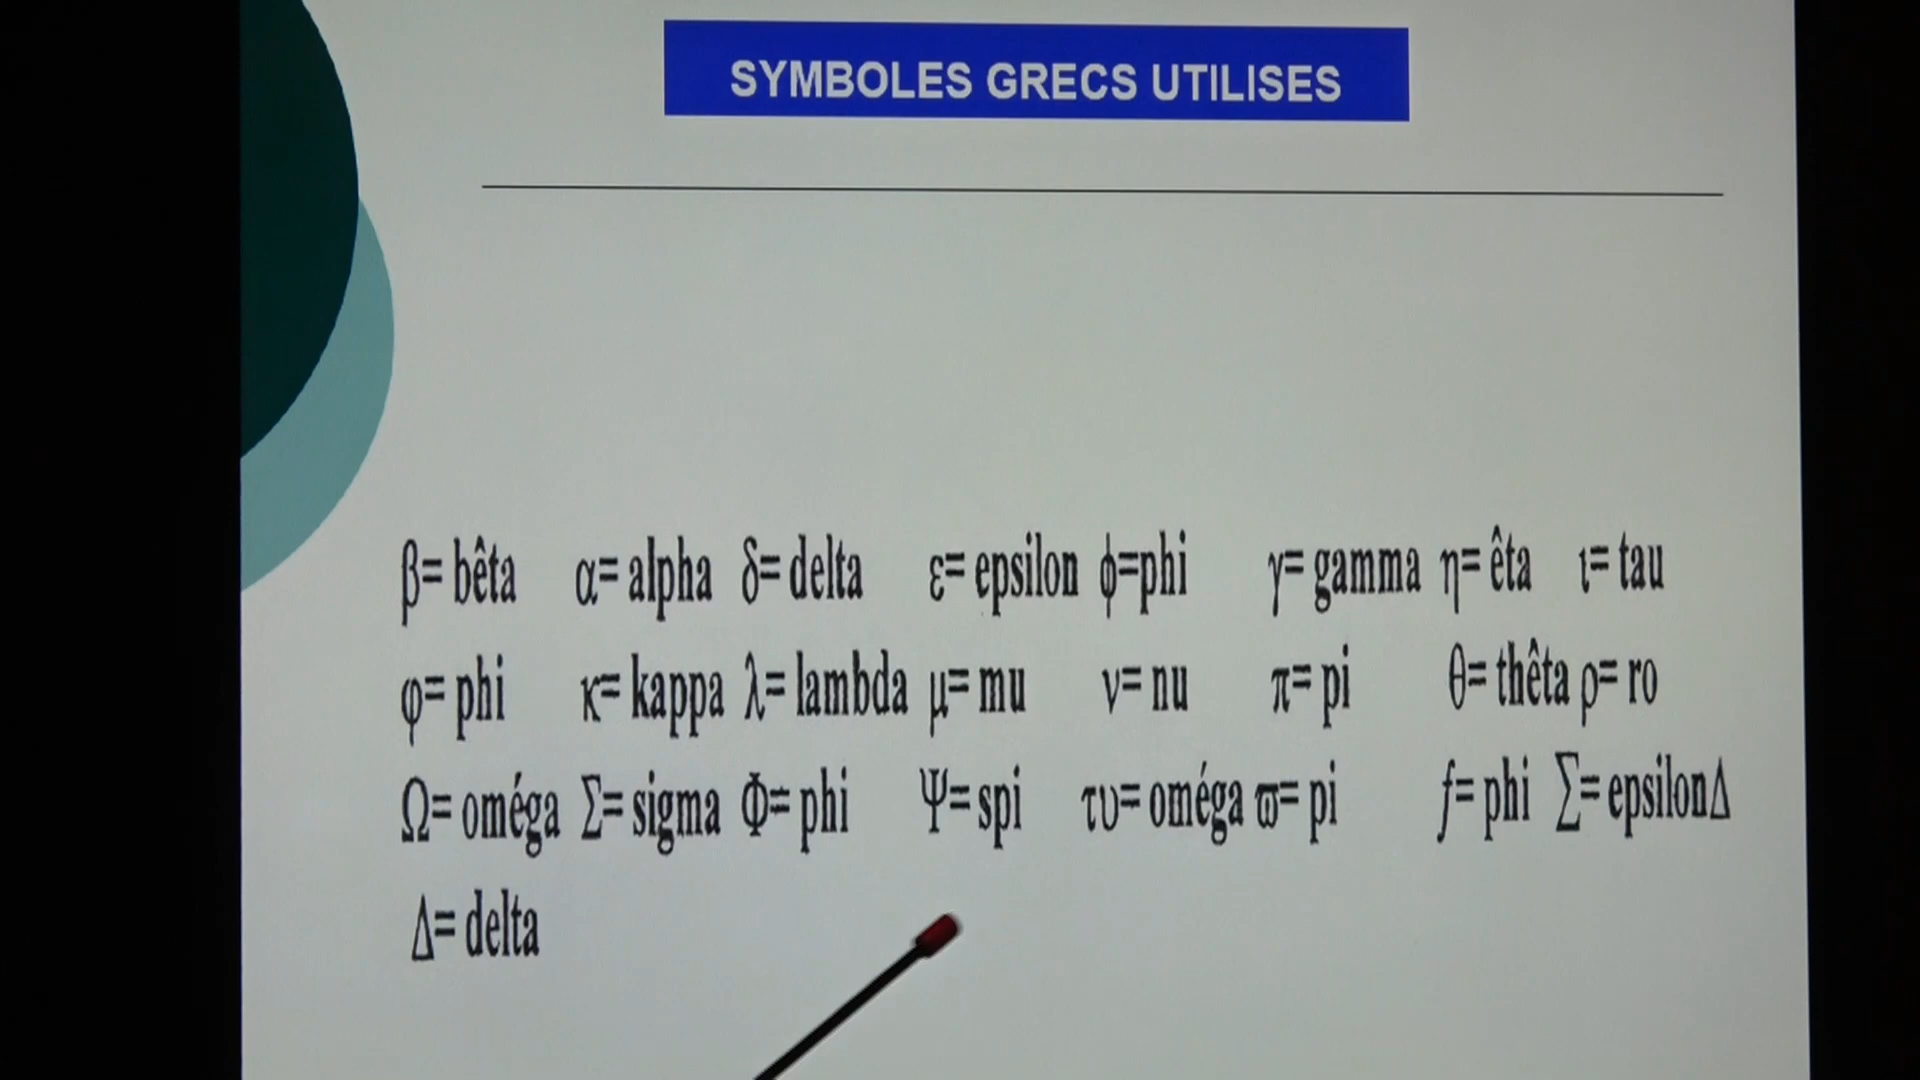 SYMBOLES GRECS UTILISES
β= bêta α= alpha δ= delta ε= epsilon ϕ=phi γ= gamma η= êta ι= tau
φ= phi κ= kappa λ= lambda μ= mu ν= nu π= pi θ= thêta ρ= ro
Ω= oméga Σ= sigma Φ= phi Ψ= spi τυ= oméga ϖ= pi f= phi Σ= epsilonΔ
Δ= delta